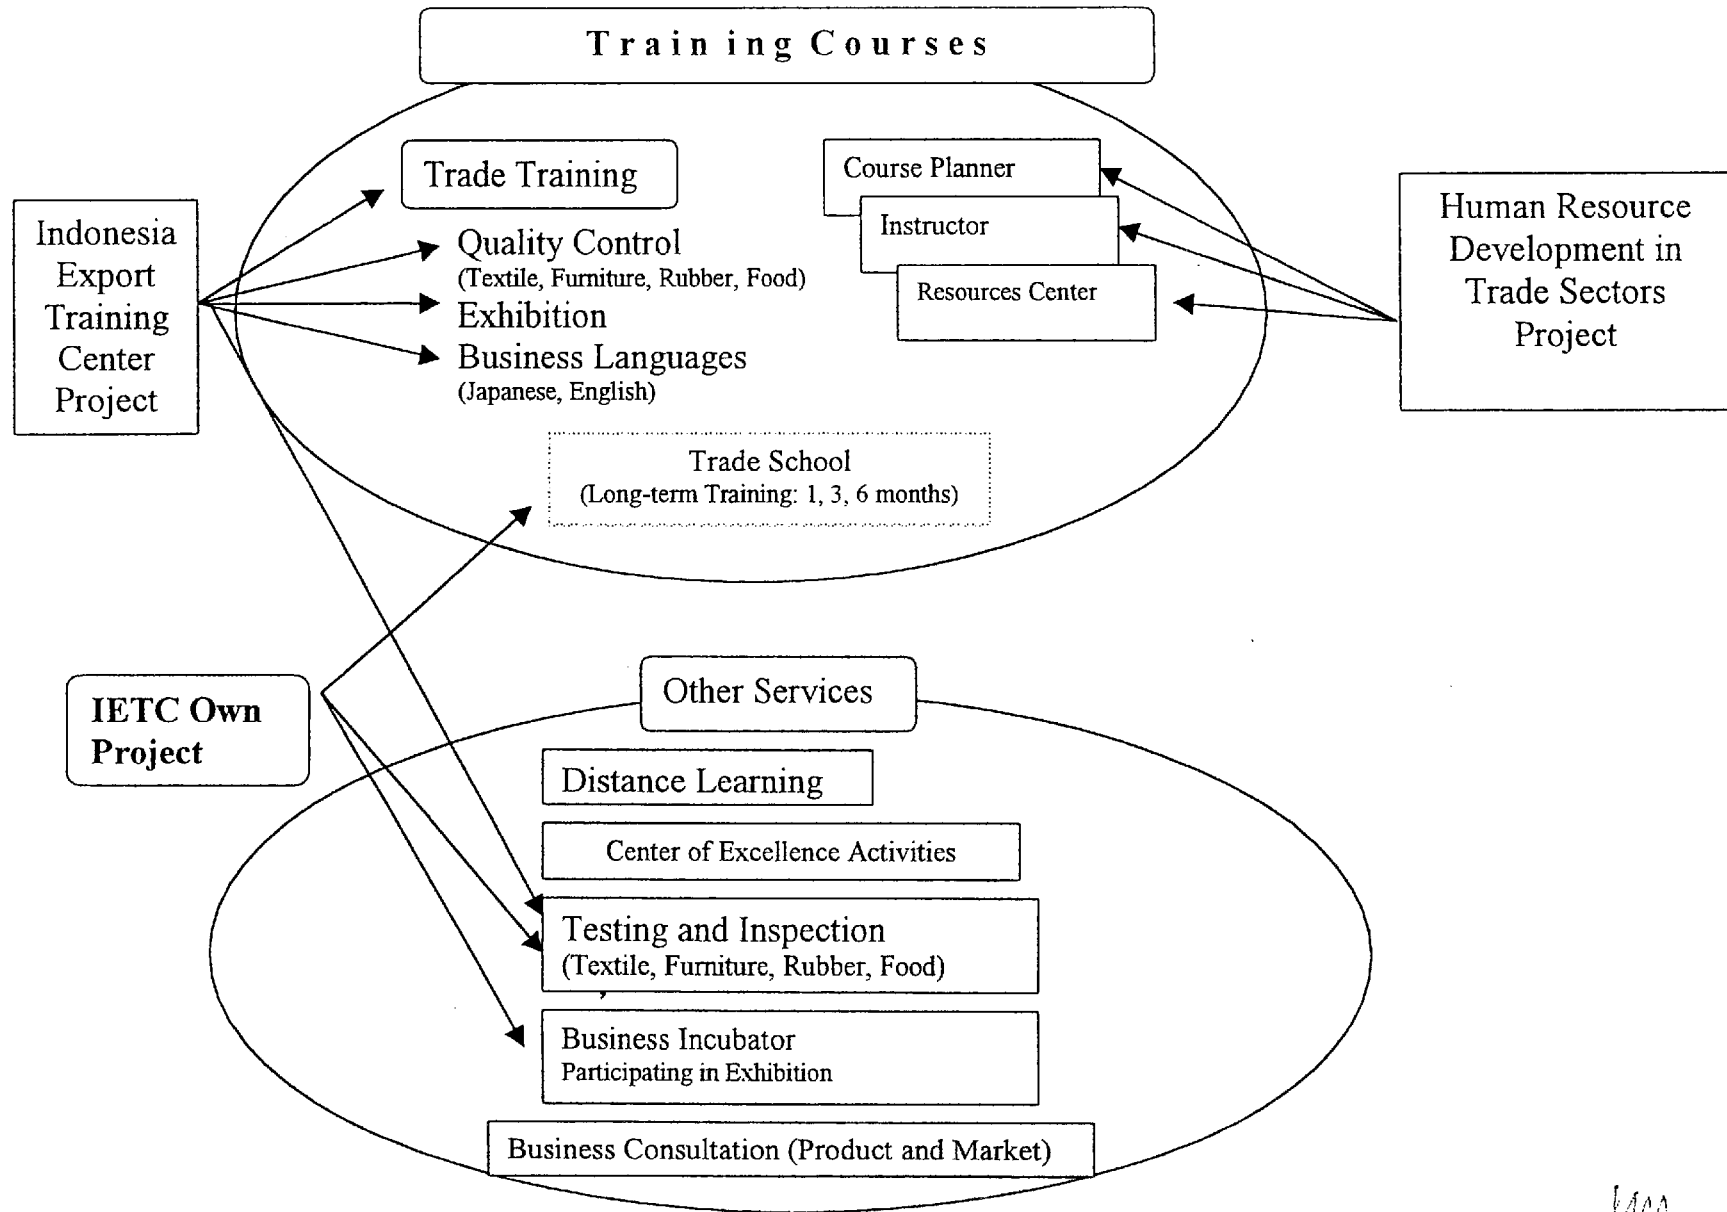 Training Courses
Trade Training
Quality Control
(Textile, Furniture, Rubber, Food)
Exhibition
Business Languages
(Japanese, English)
Course Planner
Instructor
Resources Center
Indonesia
Export
Training
Center
Project
Human Resource
Development in
Trade Sectors
Project
Trade School
(Long-term Training: 1, 3, 6 months)
IETC Own
Project
Other Services
Distance Learning
Center of Excellence Activities
Testing and Inspection
(Textile, Furniture, Rubber, Food)
Business Incubator
Participating in Exhibition
Business Consultation (Product and Market)